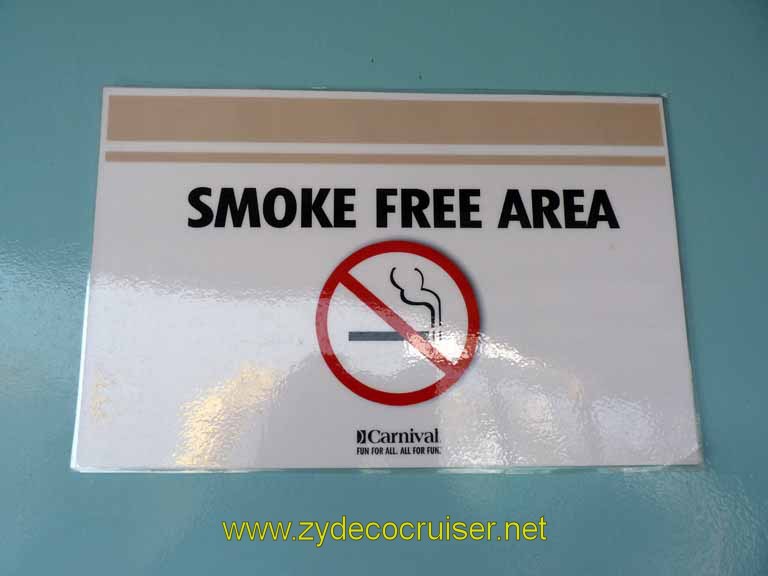 SMOKE FREE AREA
Carnival
FUN FOR ALL. ALL FOR FUN.
www.zydecocruiser.net